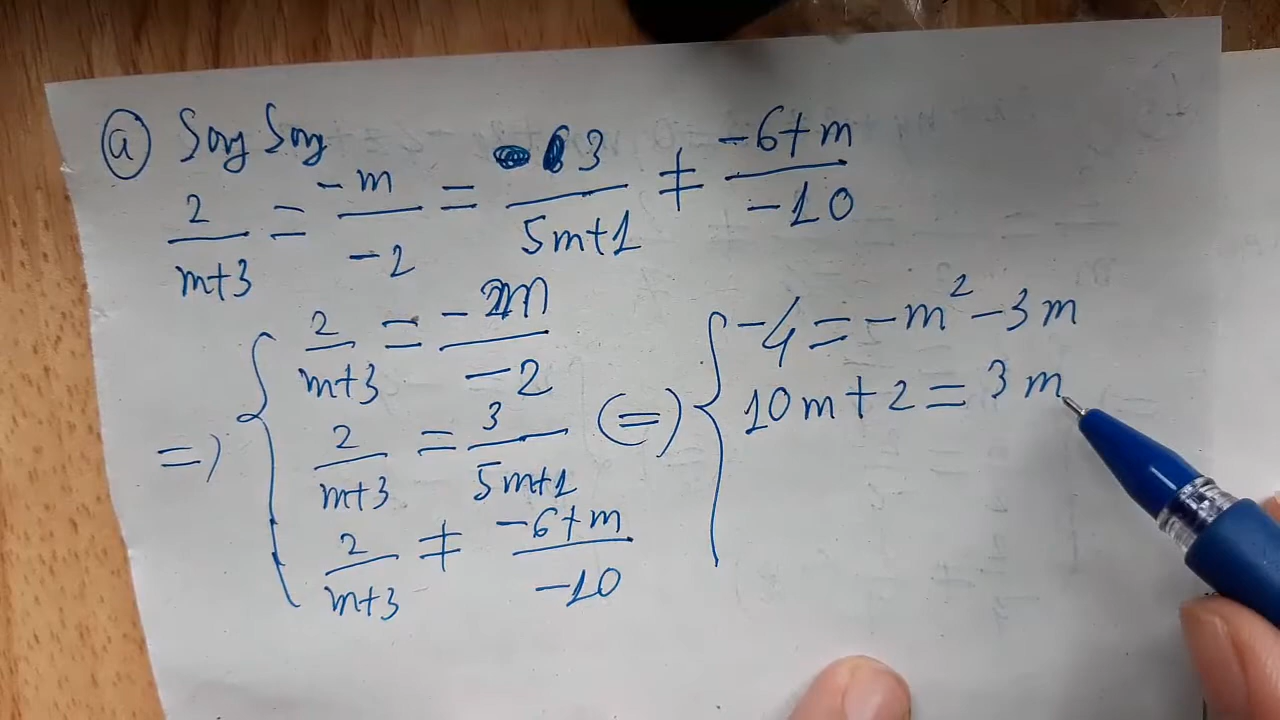 ⓐ Song Song
2/(m+3) = -m/-2 = 3/(5m+1) ≠ (-6+m)/-10
=> { 2/(m+3) = -m/-2
2/(m+3) = 3/(5m+1)
2/(m+3) ≠ (-6+m)/-10
(=) { -4 = -m² - 3m
10m + 2 = 3m